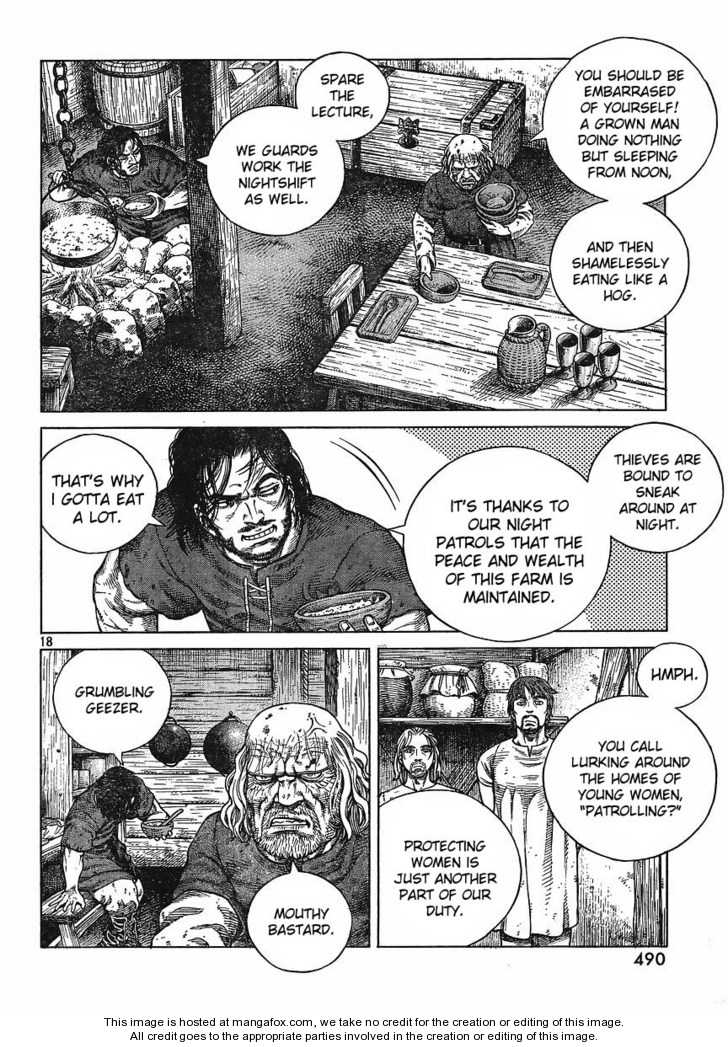 YOU SHOULD BE
EMBARRASED
OF YOURSELF!
A GROWN MAN
DOING NOTHING
BUT SLEEPING
FROM NOON,
AND THEN
SHAMELESSLY
EATING LIKE A
HOG.
SPARE
THE
LECTURE,
WE GUARDS
WORK THE
NIGHTSHIFT
AS WELL.
THIEVES ARE
BOUND TO
SNEAK
AROUND AT
NIGHT.
IT'S THANKS TO
OUR NIGHT
PATROLS THAT THE
PEACE AND WEALTH
OF THIS FARM IS
MAINTAINED.
THAT'S WHY
I GOTTA EAT
A LOT.
18
HMPH.
YOU CALL
LURKING AROUND
THE HOMES OF
YOUNG WOMEN,
"PATROLLING?"
PROTECTING
WOMEN IS
JUST ANOTHER
PART OF OUR
DUTY.
GRUMBLING
GEEZER.
MOUTHY
BASTARD.
490
This image is hosted at mangafox.com, we take no credit for the creation or editing of this image.
All credit goes to the appropriate parties involved in the creation or editing of this image.